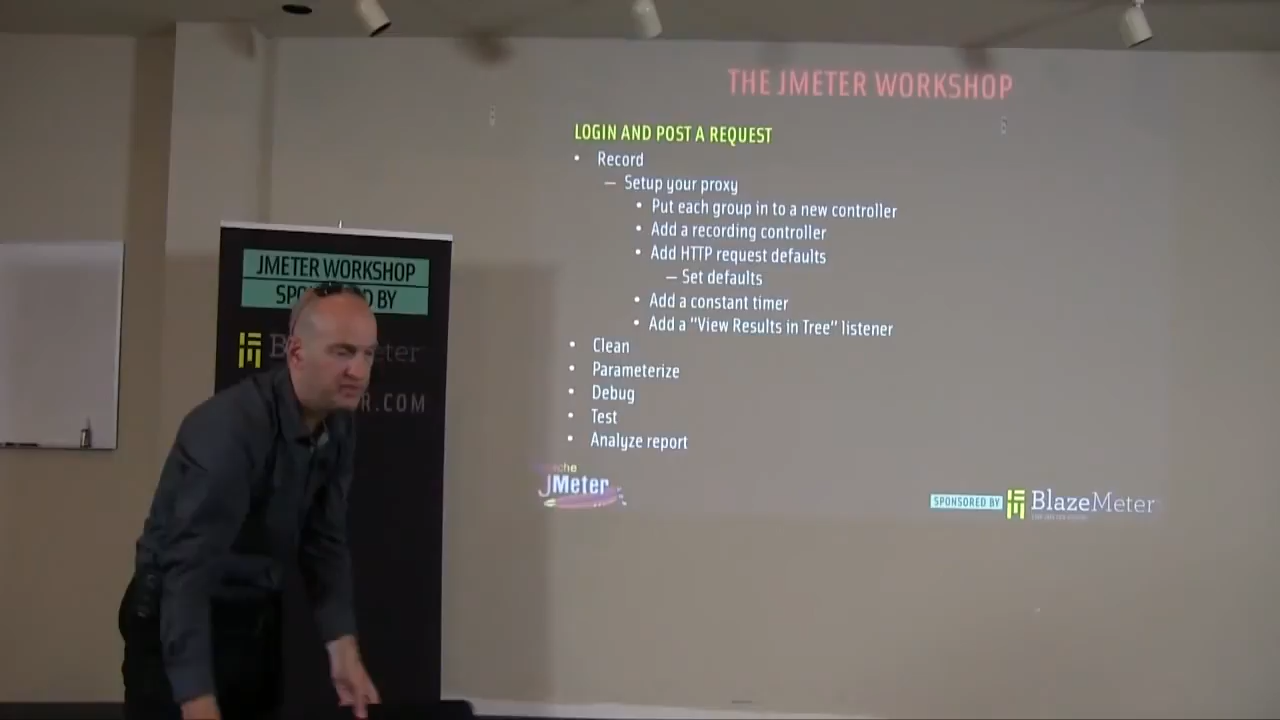 THE JMETER WORKSHOP
LOGIN AND POST A REQUEST
• Record
– Setup your proxy
• Put each group in to a new controller
• Add a recording controller
• Add HTTP request defaults
– Set defaults
• Add a constant timer
• Add a "View Results in Tree" listener
• Clean
• Parameterize
• Debug
• Test
• Analyze report
JMeter
SPONSORED BY BlazeMeter
JMETER WORKSHOP
BY
.COM